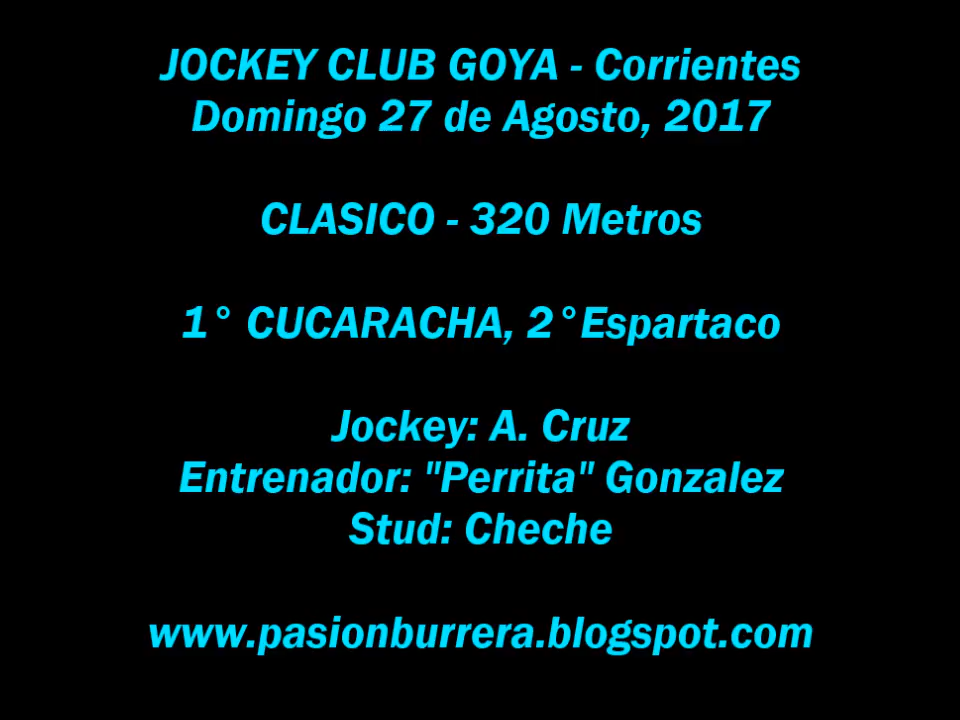 JOCKEY CLUB GOYA - Corrientes
Domingo 27 de Agosto, 2017
CLASICO - 320 Metros
1° CUCARACHA, 2°Espartaco
Jockey: A. Cruz
Entrenador: "Perrita" Gonzalez
Stud: Cheche
www.pasionburrera.blogspot.com